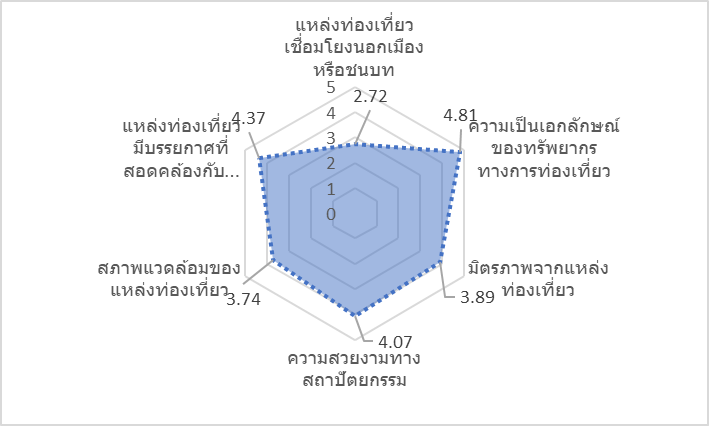 แหล่งท่องเที่ยว
เชื่อมโยงนอกเมือง
หรือชนบท
2.72
4.81
ความเป็นเอกลักษณ์
ของทรัพยากร
ทางการท่องเที่ยว
มิตรภาพจากแหล่ง
ท่องเที่ยว
3.89
4.07
ความสวยงามทาง
สถาปัตยกรรม
สภาพแวดล้อมของ
แหล่งท่องเที่ยว
3.74
4.37
แหล่งท่องเที่ยว
มีบรรยกาศที่
สอดคล้องกับ...
5
4
3
2
1
0